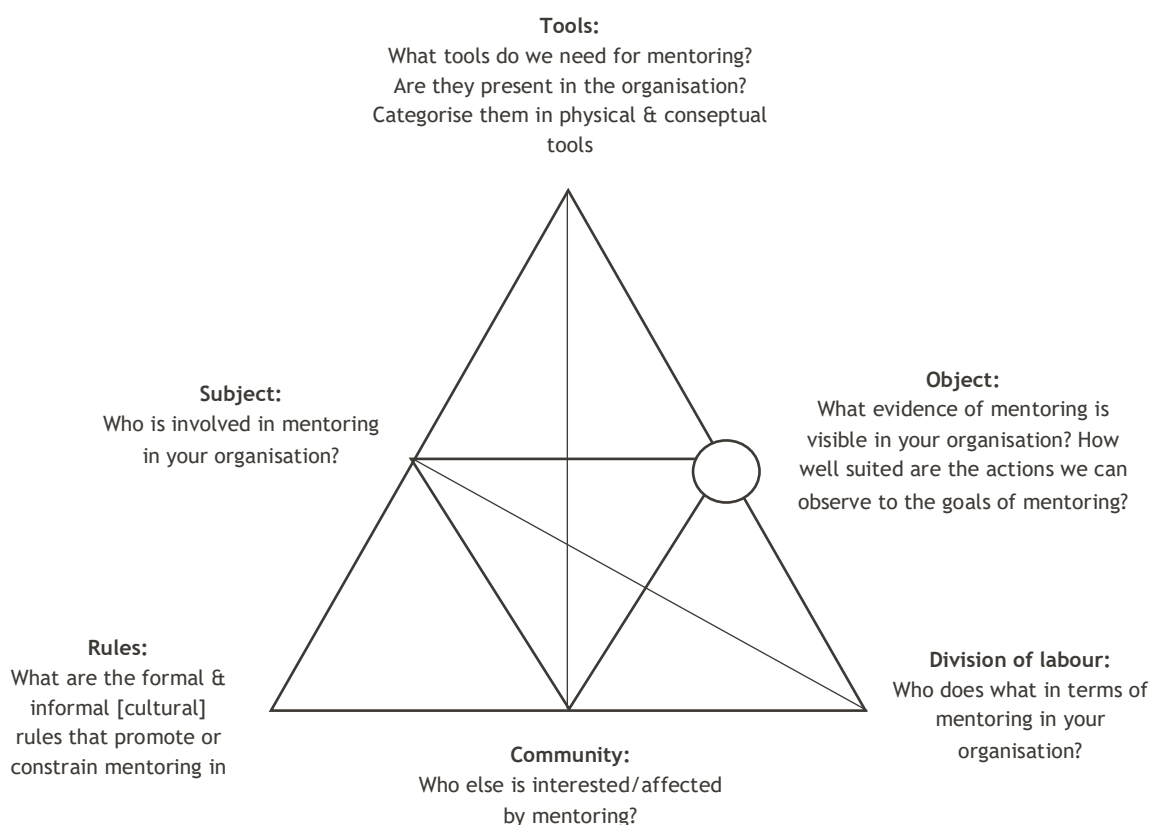 Tools:
What tools do we need for mentoring?
Are they present in the organisation?
Categorise them in physical & conseptual
tools
Subject:
Who is involved in mentoring
in your organisation?
Object:
What evidence of mentoring is
visible in your organisation? How
well suited are the actions we can
observe to the goals of mentoring?
Rules:
What are the formal &
informal [cultural]
rules that promote or
constrain mentoring in
Community:
Who else is interested/affected
by mentoring?
Division of labour:
Who does what in terms of
mentoring in your
organisation?